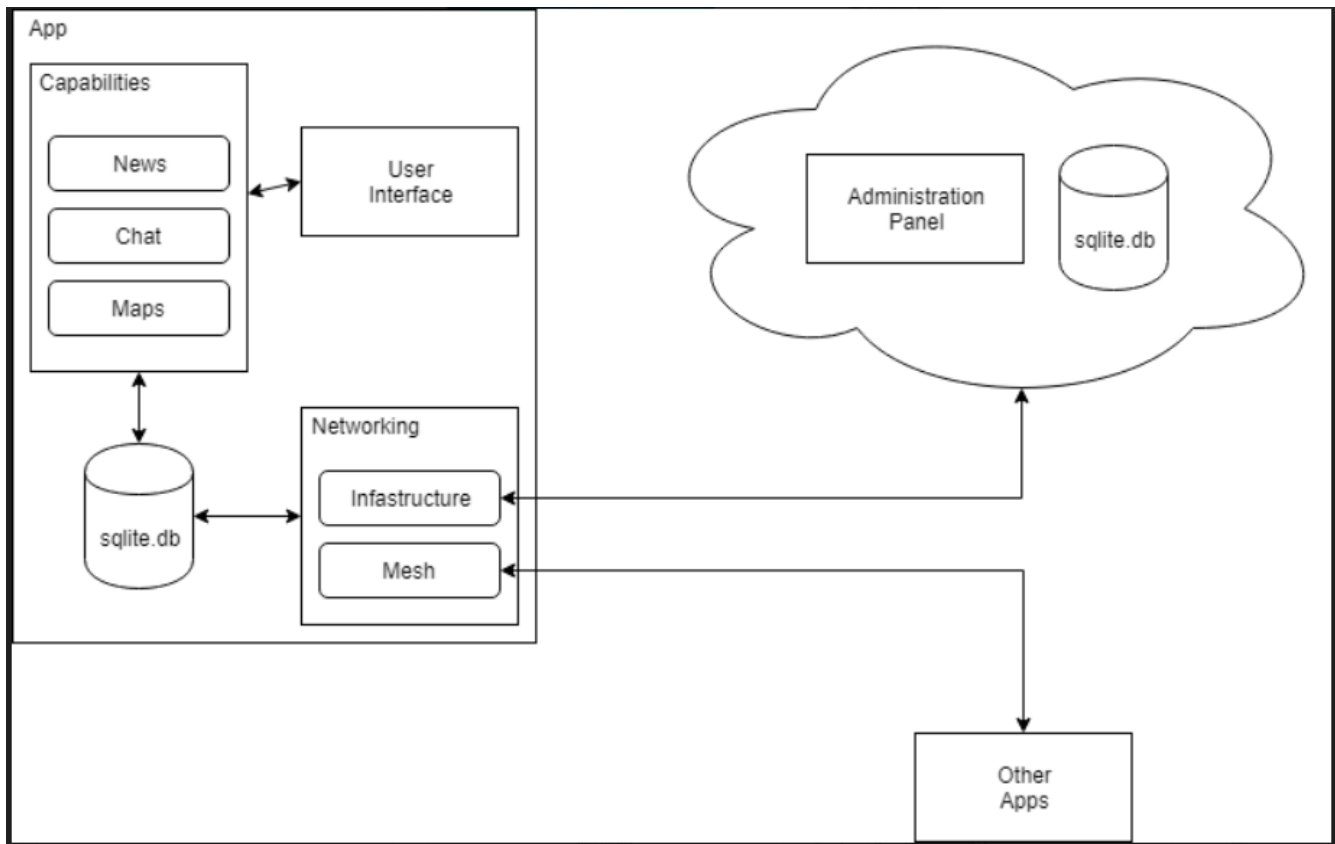 App
Capabilities
News
Chat
Maps
User
Interface
sqlite.db
Networking
Infastructure
Mesh
Administration
Panel
sqlite.db
Other
Apps